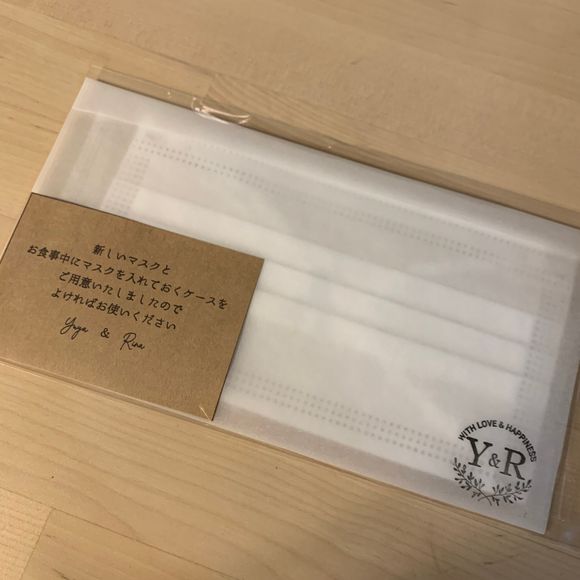 新しいマスクと
お食事中にマスクを入れておくケースを
ご用意いたしましたので
よければお使いください
Yuya & Rina
WITH LOVE & HAPPINESS
Y&R